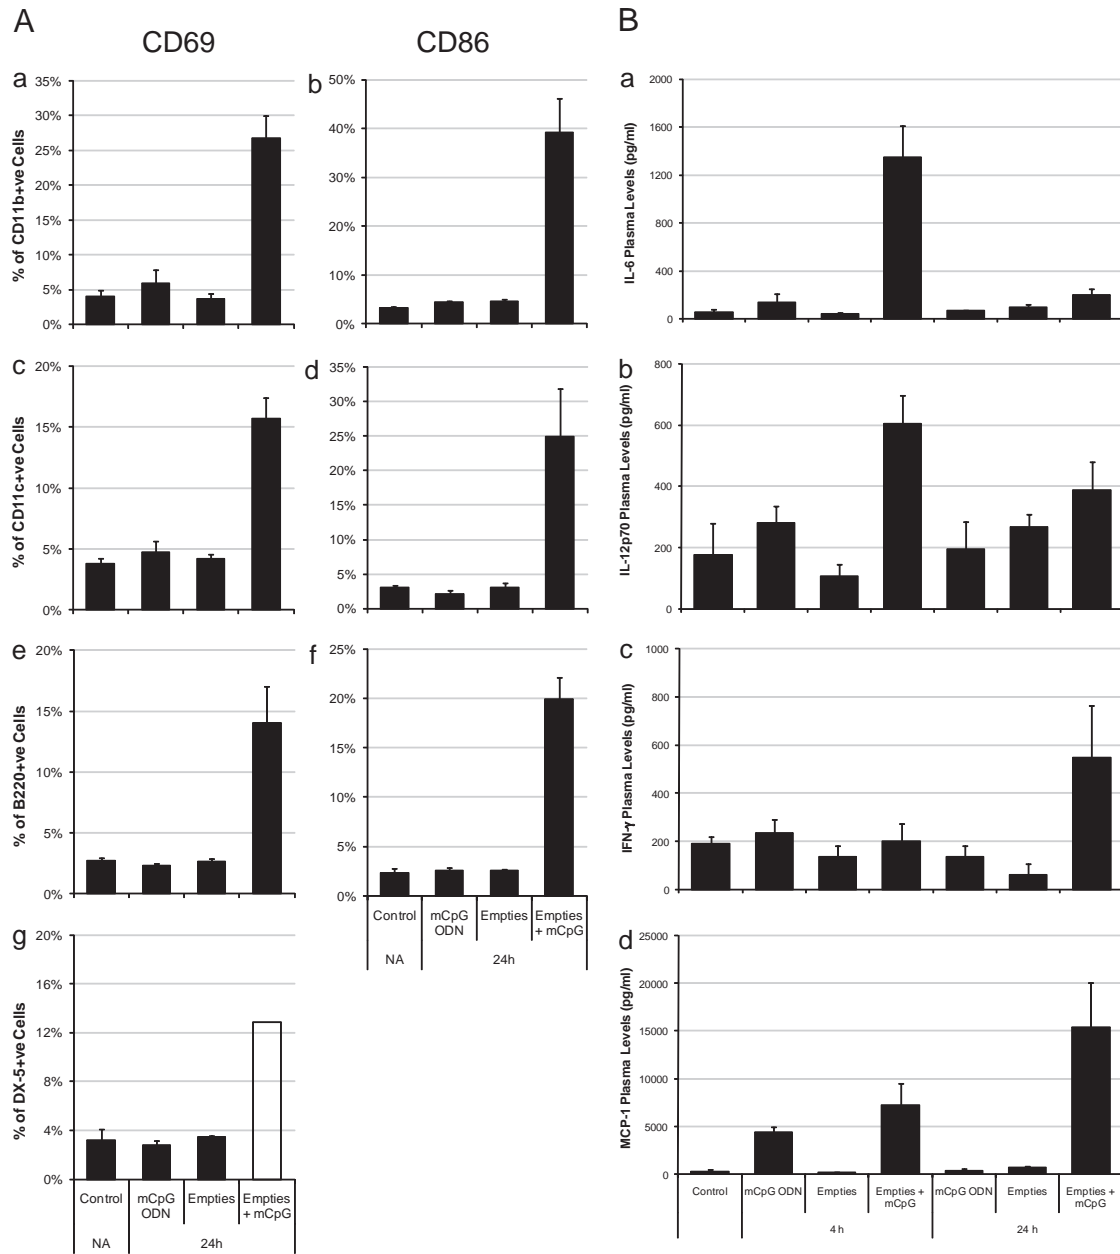 A
CD69
CD86
a
% of CD11b+ve Cells
35%
30%
25%
20%
15%
10%
5%
0%
b
50%
40%
30%
20%
10%
0%
c
% of CD11c+ve Cells
20%
15%
10%
5%
0%
d
35%
30%
25%
20%
15%
10%
5%
0%
e
% of B220+ve Cells
20%
15%
10%
5%
0%
f
25%
20%
15%
10%
5%
0%
Control
mCpG
ODN
Empties
Empties
+ mCpG
NA
24h
g
% of DX-5+ve Cells
20%
16%
12%
8%
4%
0%
Control
mCpG
ODN
Empties
Empties
+ mCpG
NA
24h
B
a
IL-6 Plasma Levels (pg/ml)
2000
1600
1200
800
400
0
b
IL-12p70 Plasma Levels (pg/ml)
800
600
400
200
0
c
IFN-γ Plasma Levels (pg/ml)
1000
800
600
400
200
0
d
MCP-1 Plasma Levels (pg/ml)
25000
20000
15000
10000
5000
0
Control
mCpG ODN
Empties
Empties +
mCpG
mCpG ODN
Empties
Empties +
mCpG
4 h
24 h